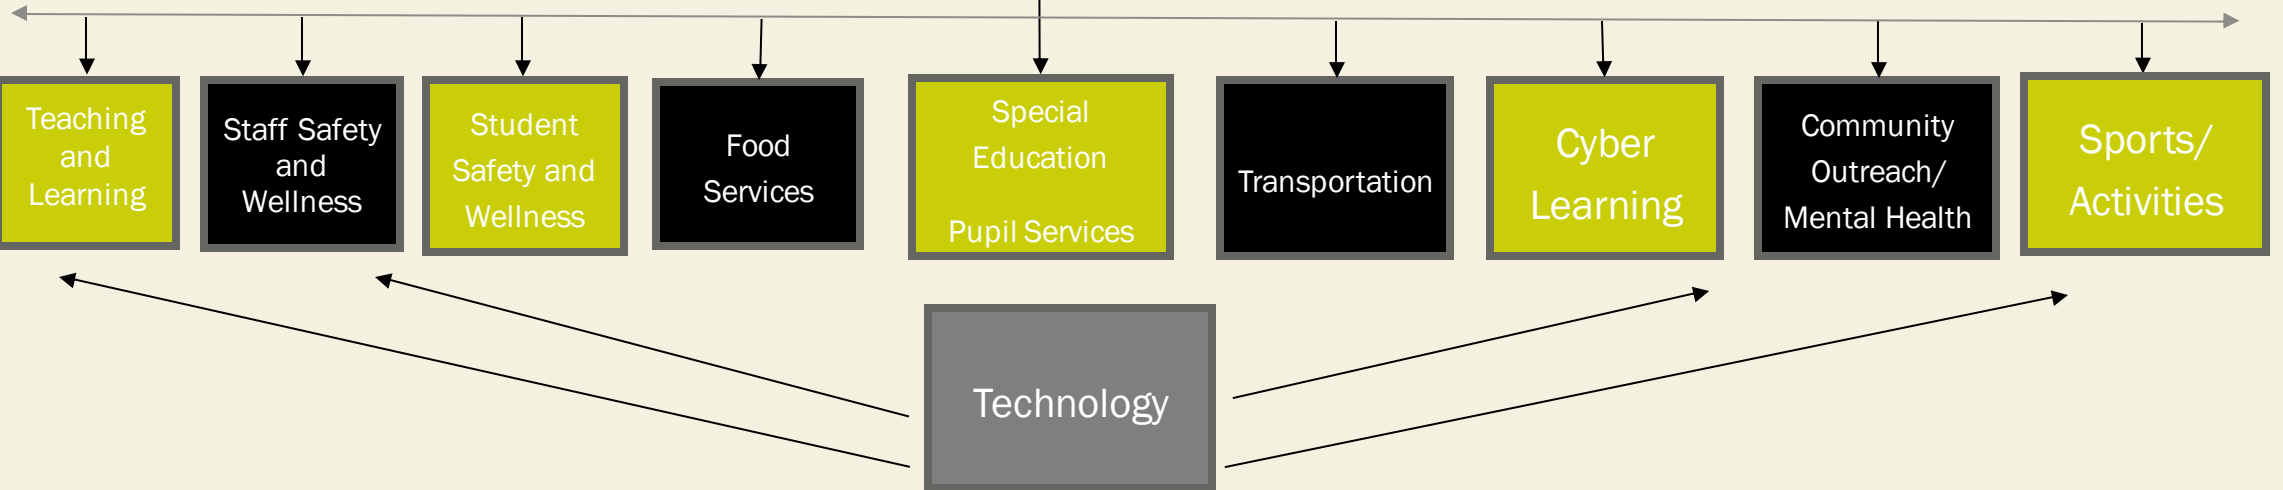 Teaching
and
Learning
Staff Safety
and
Wellness
Student
Safety and
Wellness
Food
Services
Special
Education
Pupil Services
Transportation
Cyber
Learning
Community
Outreach/
Mental Health
Sports/
Activities
Technology